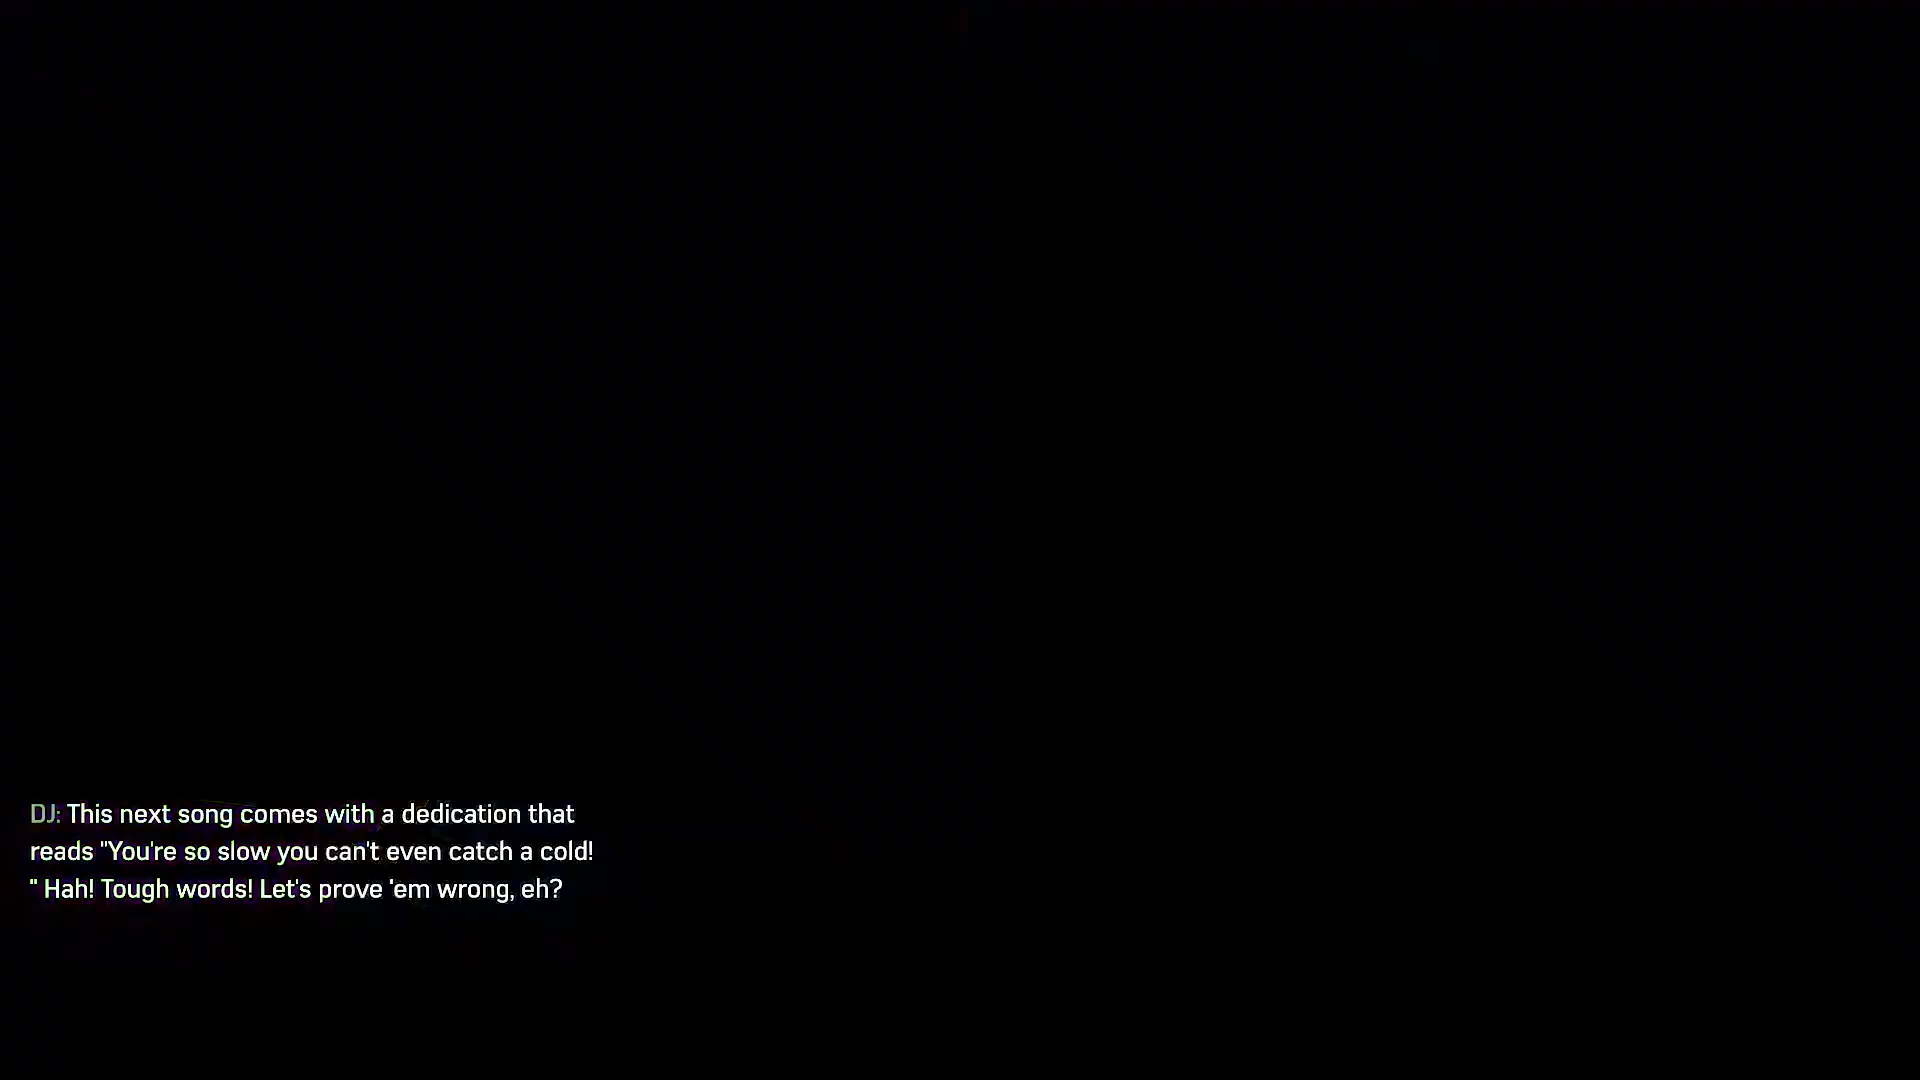 DJ: This next song comes with a dedication that
reads "You're so slow you can't even catch a cold!
" Hah! Tough words! Let's prove 'em wrong, eh?